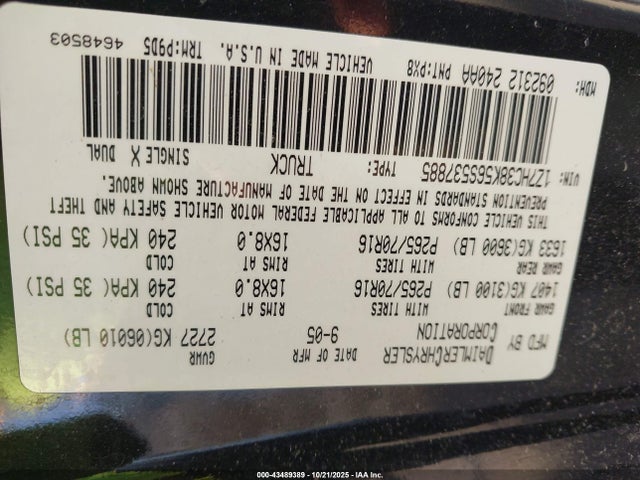 MFD BY DAIMLERCHRYSLER CORPORATION DATE OF MFR 9-05 GVWR 2727 KG(06010 LB)
GAWR FRONT WITH TIRES RIMS AT COLD
1407 KG(3100 LB) P265/70R16 16X8.0 240 KPA( 35 PSI)
GAWR REAR WITH TIRES RIMS AT COLD
1633 KG(3600 LB) P265/70R16 16X8.0 240 KPA( 35 PSI)
THIS VEHICLE CONFORMS TO ALL APPLICABLE FEDERAL MOTOR VEHICLE SAFETY AND THEFT
PREVENTION STANDARDS IN EFFECT ON THE DATE OF MANUFACTURE SHOWN ABOVE.
VIN: 1Z7HC38K56S537885 TYPE: TRUCK SINGLE X DUAL
MDH: 092312 240AA PNT:PX8 VEHICLE MADE IN U.S.A. TRM:P9D5 4648503
000-43489389 - 10/21/2025 - IAA Inc.